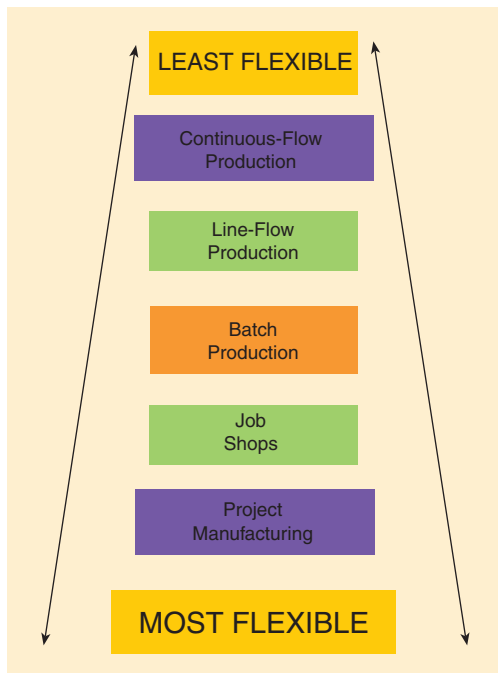 LEAST FLEXIBLE
Continuous-Flow
Production
Line-Flow
Production
Batch
Production
Job
Shops
Project
Manufacturing
MOST FLEXIBLE